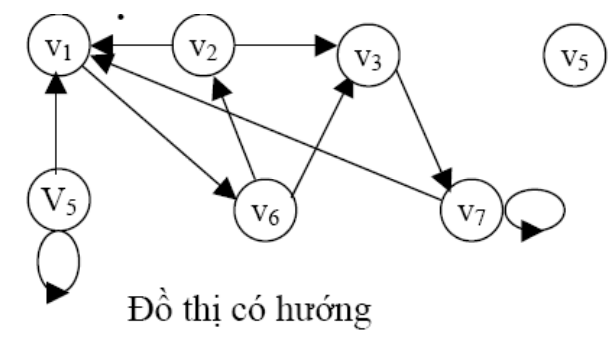 v1 v2 v3 v5
V5 v6 v7
Đồ thị có hướng